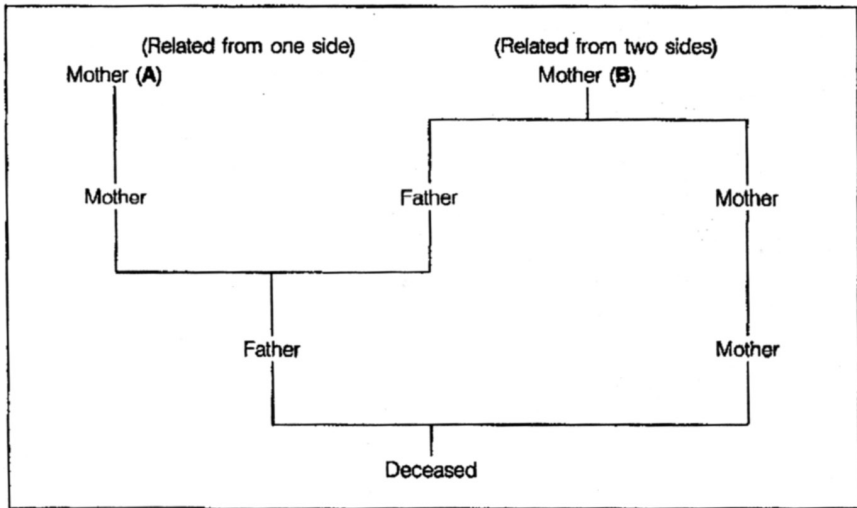 (Related from one side) (Related from two sides)
Mother (A) Mother (B)
Mother Father Mother
Father Mother
Deceased